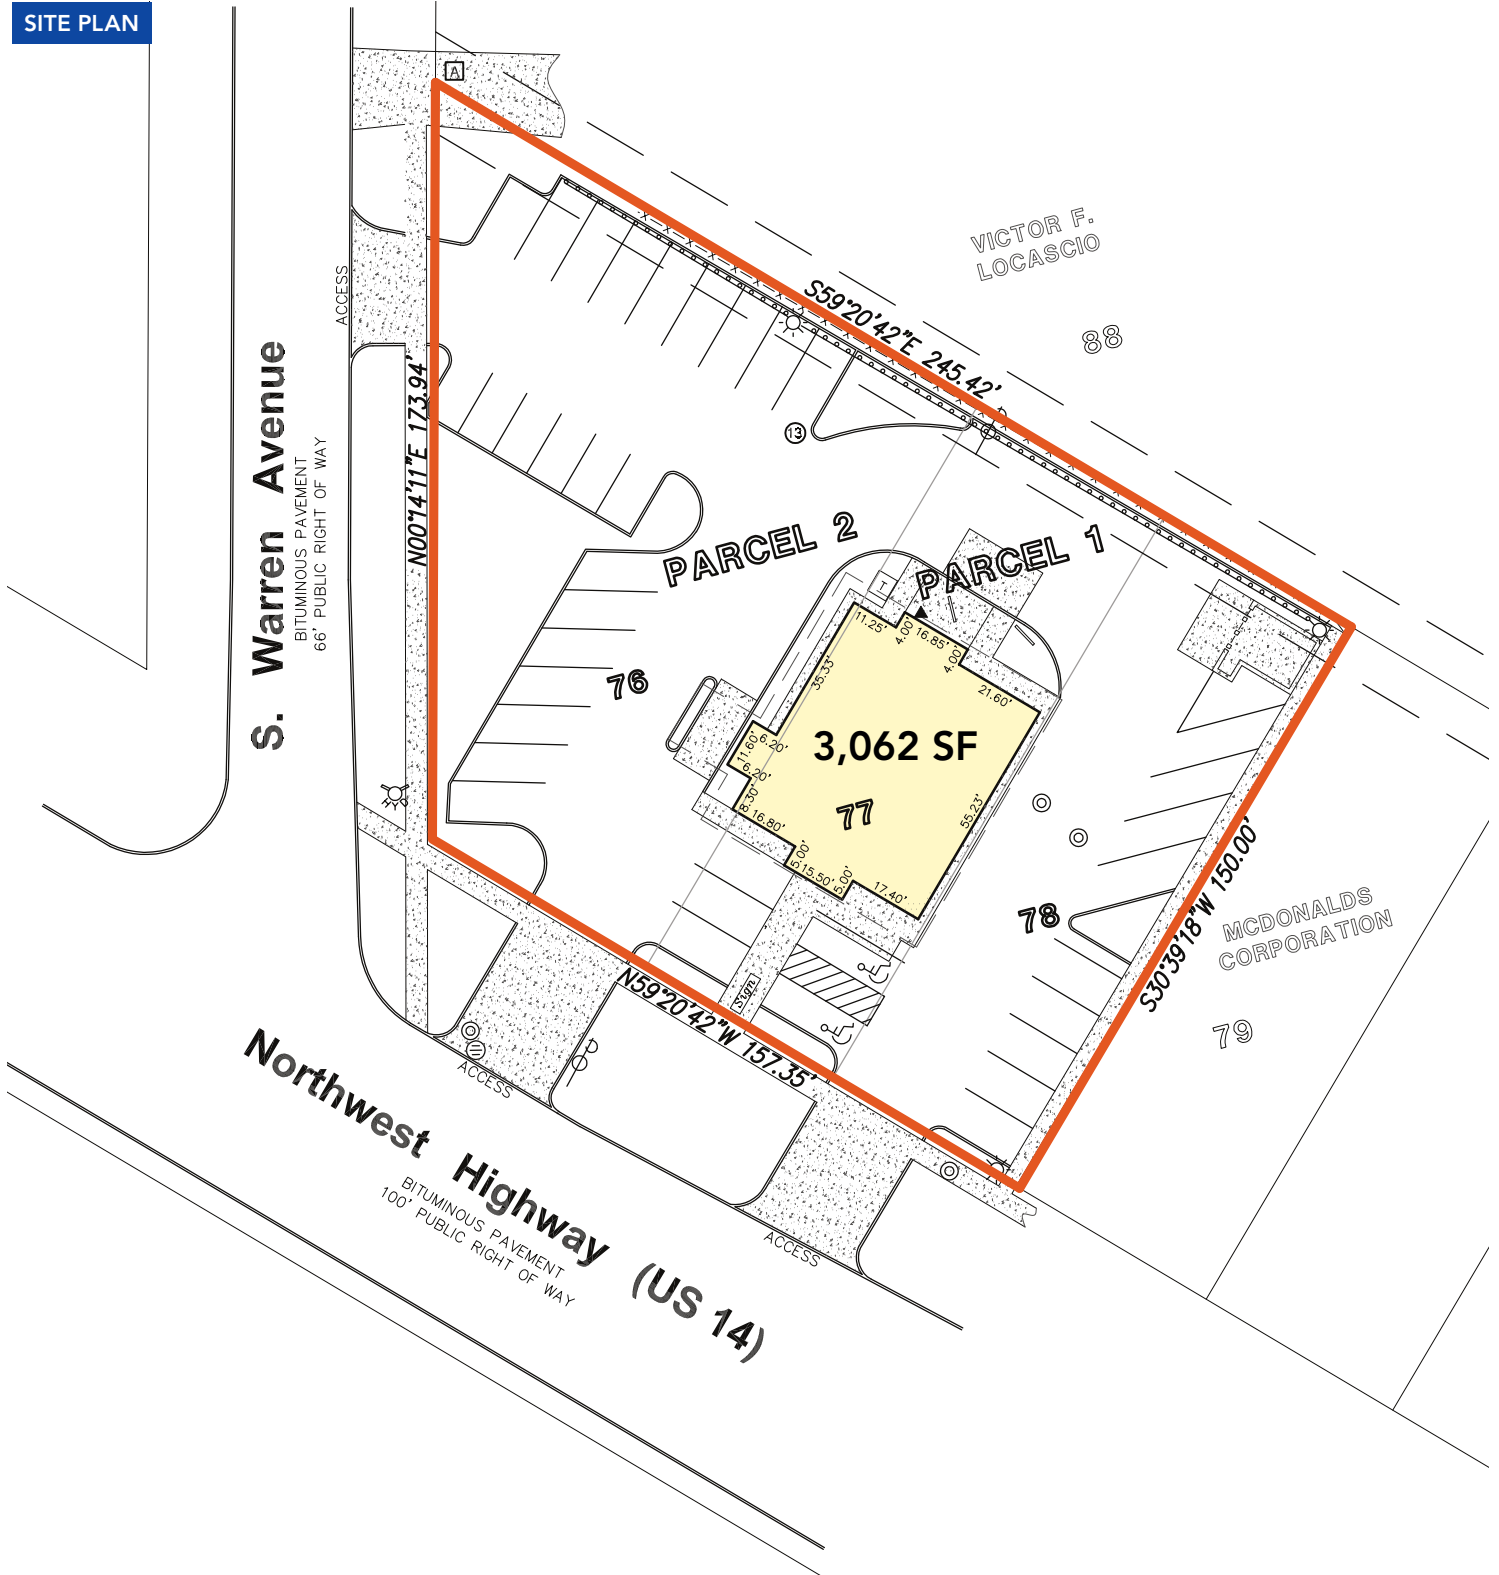 SITE PLAN
A
VICTOR F.
LOCASCIO
88
S59°20'42"E 245.42'
ACCESS
S. Warren Avenue
BITUMINOUS PAVEMENT
66' PUBLIC RIGHT OF WAY
N00°14'11"E 173.94'
13
PARCEL 2
PARCEL 1
T
11.25'
4.00'
16.85'
4.00'
21.60'
35.33'
76
11.60'
6.20'
6.20'
8.30'
16.80'
3,062 SF
77
55.23'
5.00'
15.50'
5.00'
17.40'
HYD
78
S30°39'18"W 150.00'
MCDONALDS
CORPORATION
79
Sign
N59°20'42"W 157.35'
ACCESS
Northwest Highway (US 14)
BITUMINOUS PAVEMENT
100' PUBLIC RIGHT OF WAY
ACCESS